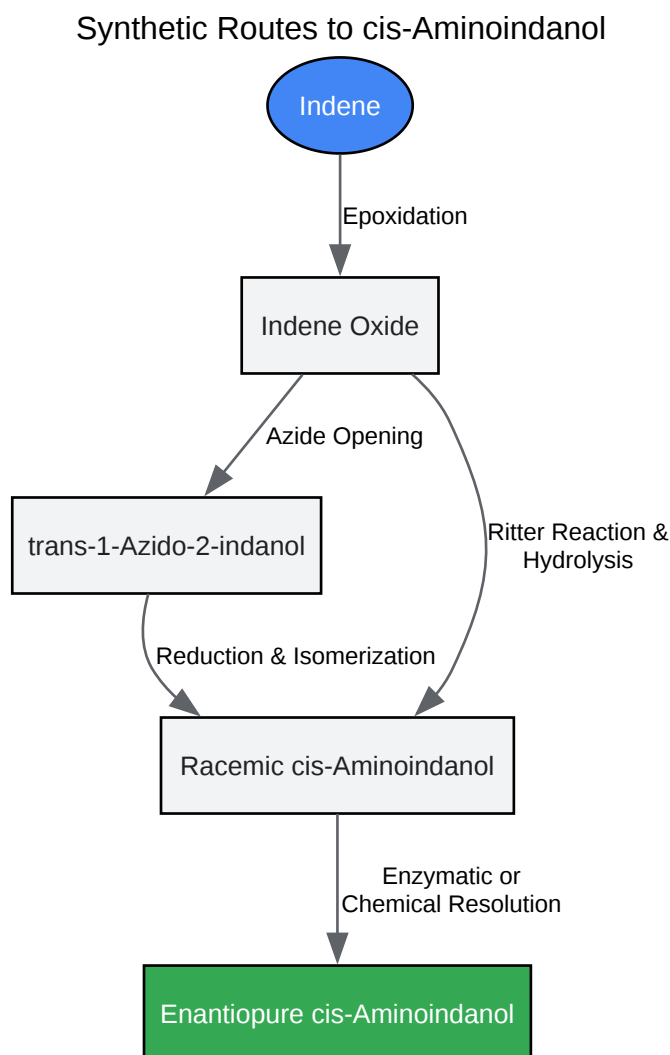 Synthetic Routes to cis-Aminoindanol
Indene
Epoxidation
Indene Oxide
Azide Opening
trans-1-Azido-2-indanol
Ritter Reaction &
Hydrolysis
Reduction & Isomerization
Racemic cis-Aminoindanol
Enzymatic or
Chemical Resolution
Enantiopure cis-Aminoindanol